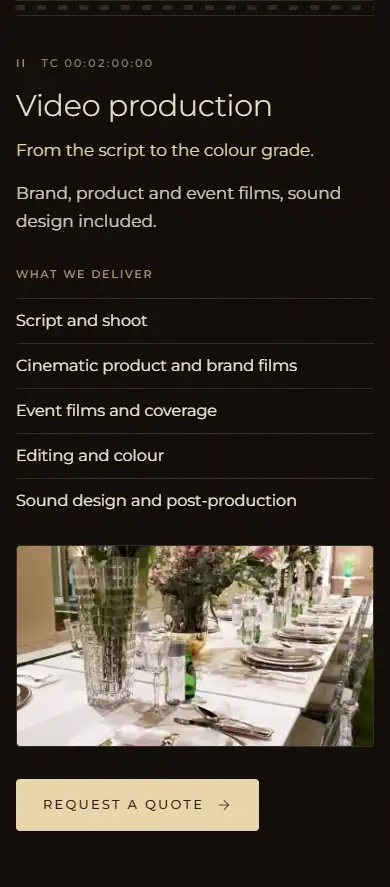 II TC 00:02:00:00
Video production
From the script to the colour grade.
Brand, product and event films, sound
design included.
WHAT WE DELIVER
Script and shoot
Cinematic product and brand films
Event films and coverage
Editing and colour
Sound design and post-production
REQUEST A QUOTE →